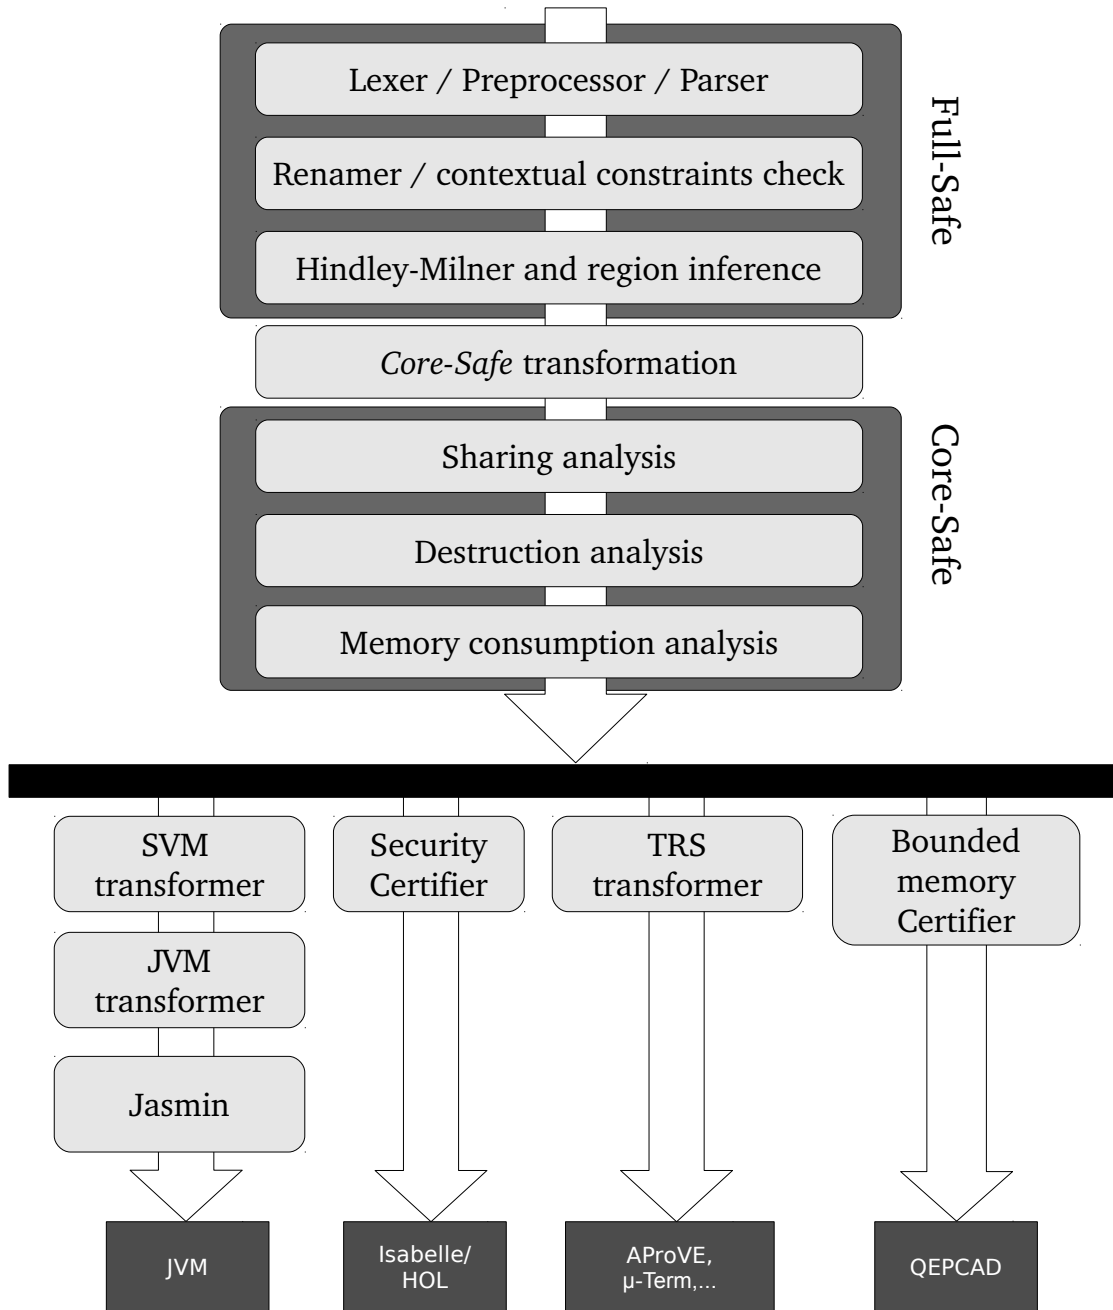 Lexer / Preprocessor / Parser
Renamer / contextual constraints check
Hindley-Milner and region inference
Full-Safe
Core-Safe transformation
Sharing analysis
Destruction analysis
Memory consumption analysis
Core-Safe
SVM
transformer
JVM
transformer
Jasmin
JVM
Security
Certifier
Isabelle/
HOL
TRS
transformer
AProVE,
μ-Term,...
Bounded
memory
Certifier
QEPCAD